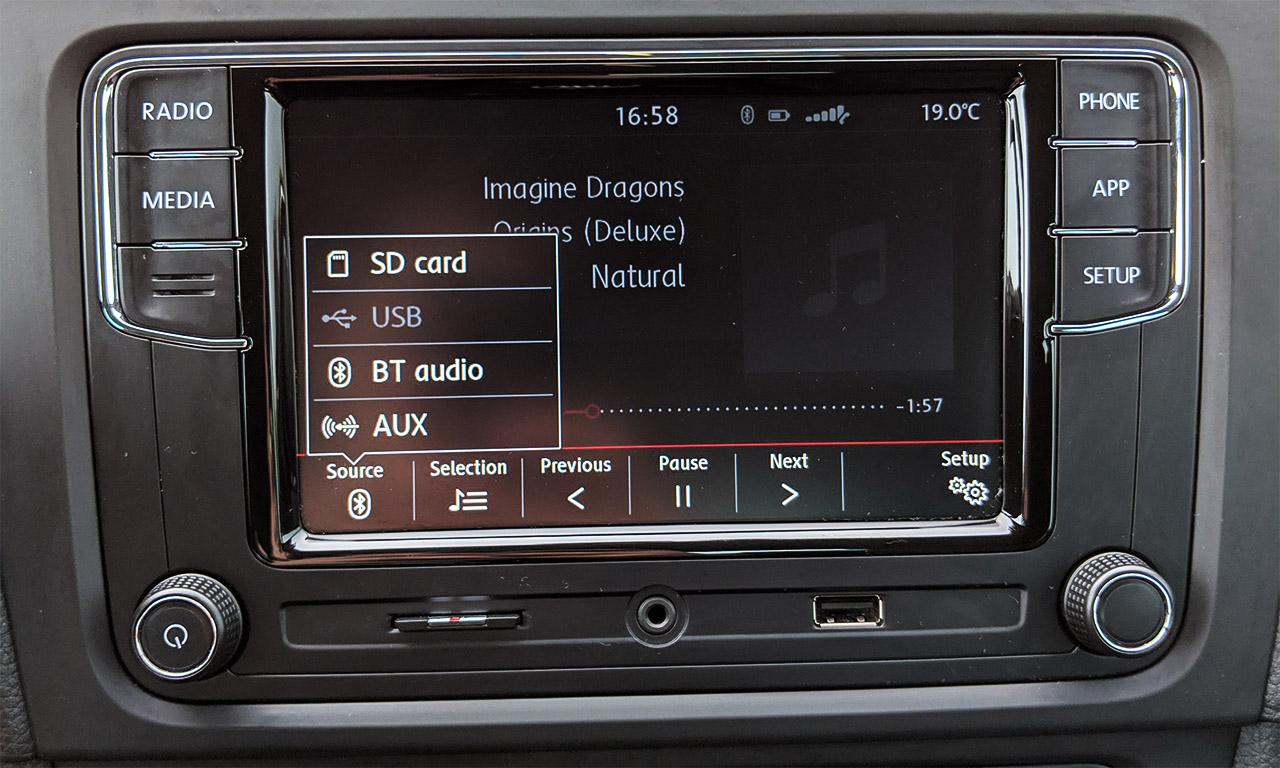 RADIO
MEDIA
PHONE
APP
SETUP
16:58
19.0°C
Imagine Dragons
Origins (Deluxe)
Natural
SD card
USB
BT audio
AUX
-1:57
Source
Selection
Previous
Pause
Next
Setup